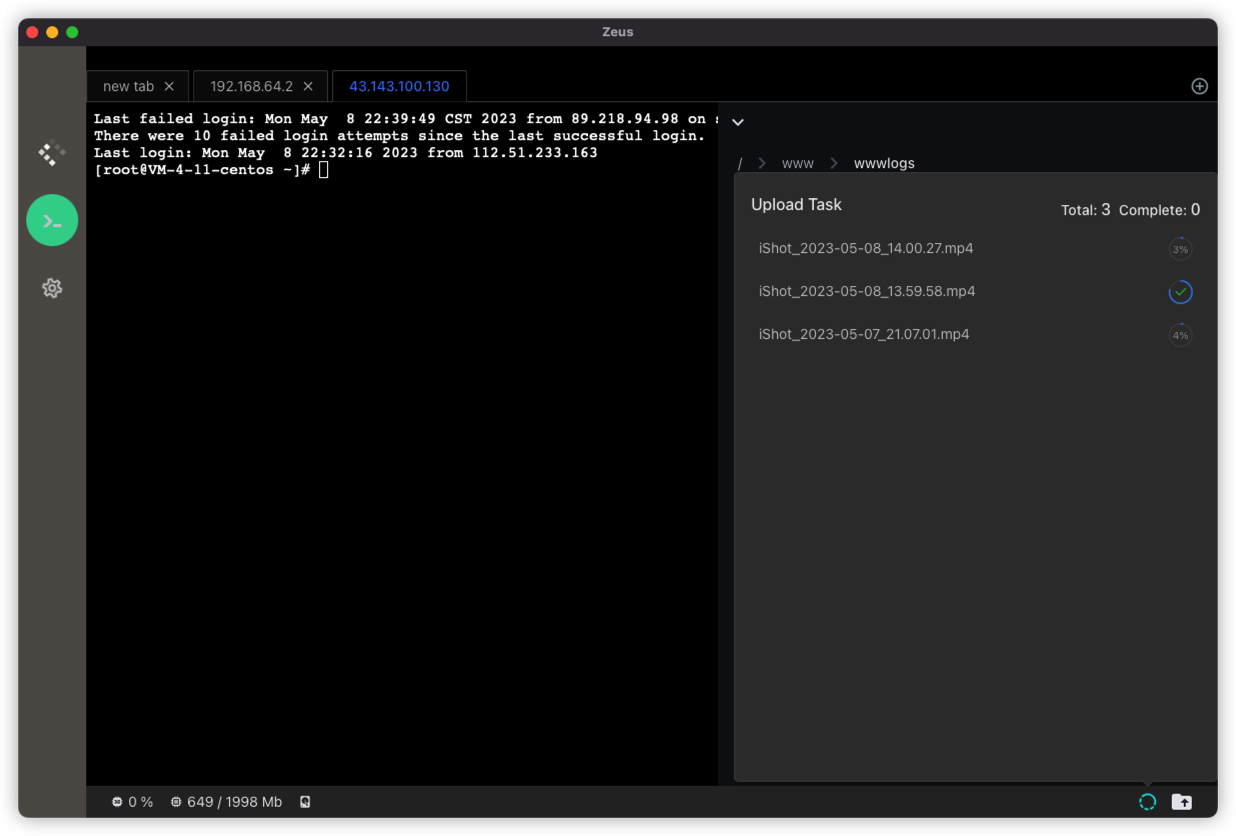 Zeus
new tab
192.168.64.2
43.143.100.130
Last failed login: Mon May  8 22:39:49 CST 2023 from 89.218.94.98 on
There were 10 failed login attempts since the last successful login.
Last login: Mon May  8 22:32:16 2023 from 112.51.233.163
[root@VM-4-11-centos ~]#
/ > www > wwwlogs
Upload Task
Total: 3 Complete: 0
iShot_2023-05-08_14.00.27.mp4 3%
iShot_2023-05-08_13.59.58.mp4
iShot_2023-05-07_21.07.01.mp4 4%
0 % 649 / 1998 Mb